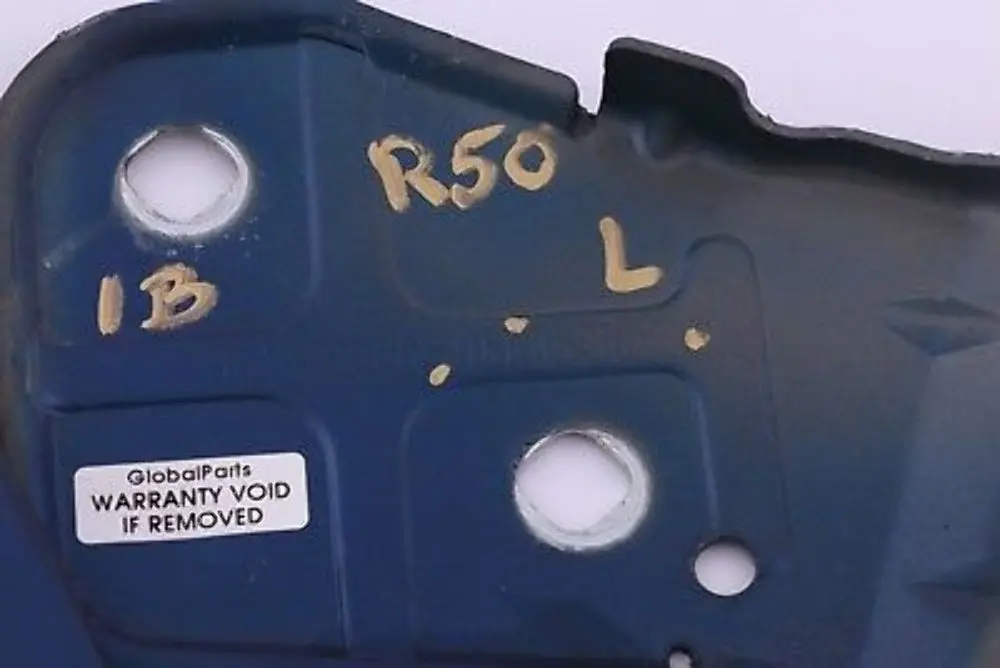 R50
L
1B
GlobalParts
WARRANTY VOID
IF REMOVED